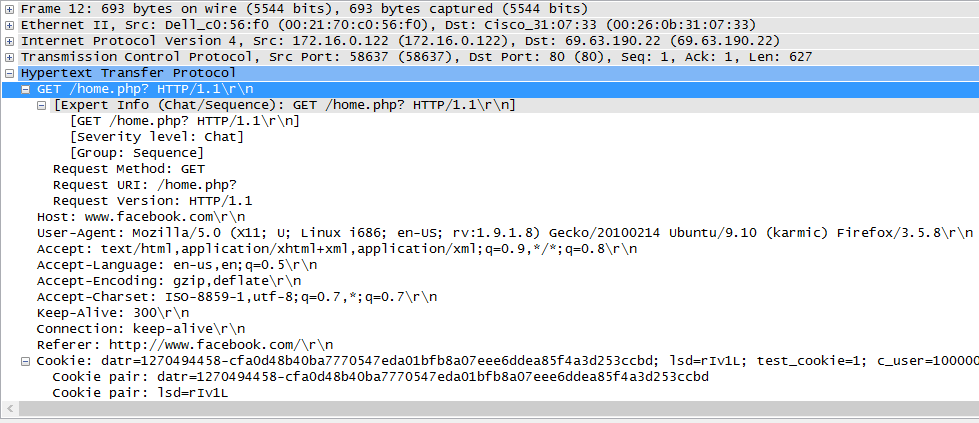 Frame 12: 693 bytes on wire (5544 bits), 693 bytes captured (5544 bits)
Ethernet II, Src: Dell_c0:56:f0 (00:21:70:c0:56:f0), Dst: Cisco_31:07:33 (00:26:0b:31:07:33)
Internet Protocol Version 4, Src: 172.16.0.122 (172.16.0.122), Dst: 69.63.190.22 (69.63.190.22)
Transmission Control Protocol, Src Port: 58637 (58637), Dst Port: 80 (80), Seq: 1, Ack: 1, Len: 627
Hypertext Transfer Protocol
GET /home.php? HTTP/1.1\r\n
[Expert Info (Chat/Sequence): GET /home.php? HTTP/1.1\r\n]
[GET /home.php? HTTP/1.1\r\n]
[Severity level: Chat]
[Group: Sequence]
Request Method: GET
Request URI: /home.php?
Request Version: HTTP/1.1
Host: www.facebook.com\r\n
User-Agent: Mozilla/5.0 (X11; U; Linux i686; en-US; rv:1.9.1.8) Gecko/20100214 Ubuntu/9.10 (karmic) Firefox/3.5.8\r\n
Accept: text/html,application/xhtml+xml,application/xml;q=0.9,*/*;q=0.8\r\n
Accept-Language: en-us,en;q=0.5\r\n
Accept-Encoding: gzip,deflate\r\n
Accept-Charset: ISO-8859-1,utf-8;q=0.7,*;q=0.7\r\n
Keep-Alive: 300\r\n
Connection: keep-alive\r\n
Referer: http://www.facebook.com/\r\n
Cookie: datr=1270494458-cfa0d48b40ba7770547eda01bfb8a07eee6ddea85f4a3d253ccbd; lsd=rIv1L; test_cookie=1; c_user=100000
Cookie pair: datr=1270494458-cfa0d48b40ba7770547eda01bfb8a07eee6ddea85f4a3d253ccbd
Cookie pair: lsd=rIv1L